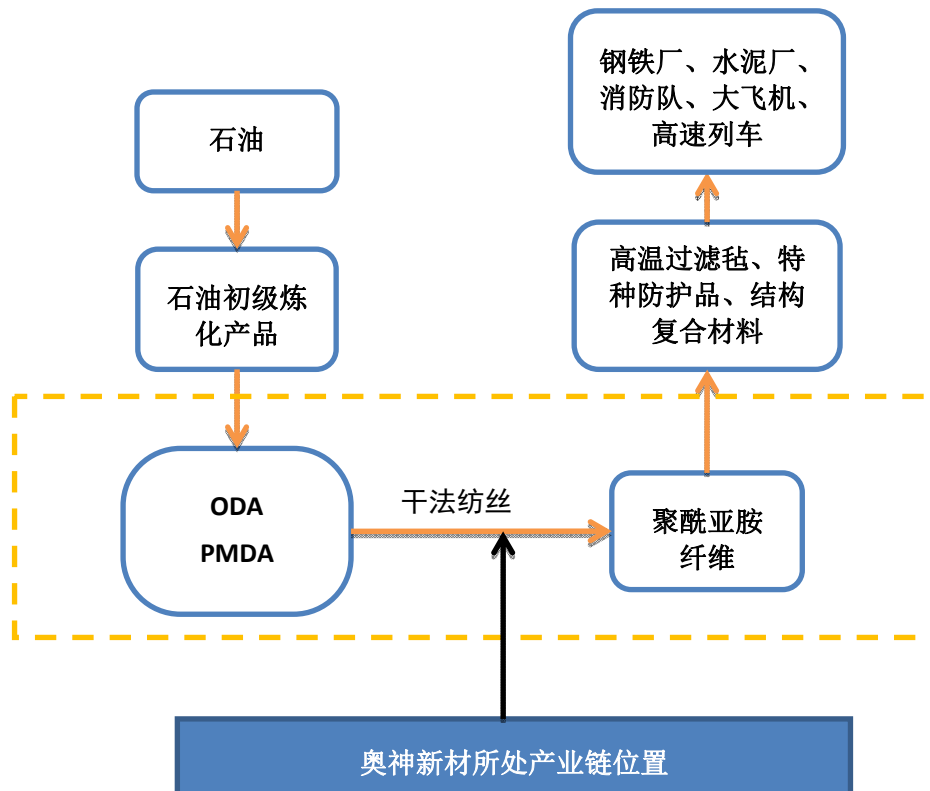 石油
石油初级炼
化产品
ODA
PMDA
干法纺丝
聚酰亚胺
纤维
高温过滤毡、特
种防护品、结构
复合材料
钢铁厂、水泥厂、
消防队、大飞机、
高速列车
奥神新材所处产业链位置